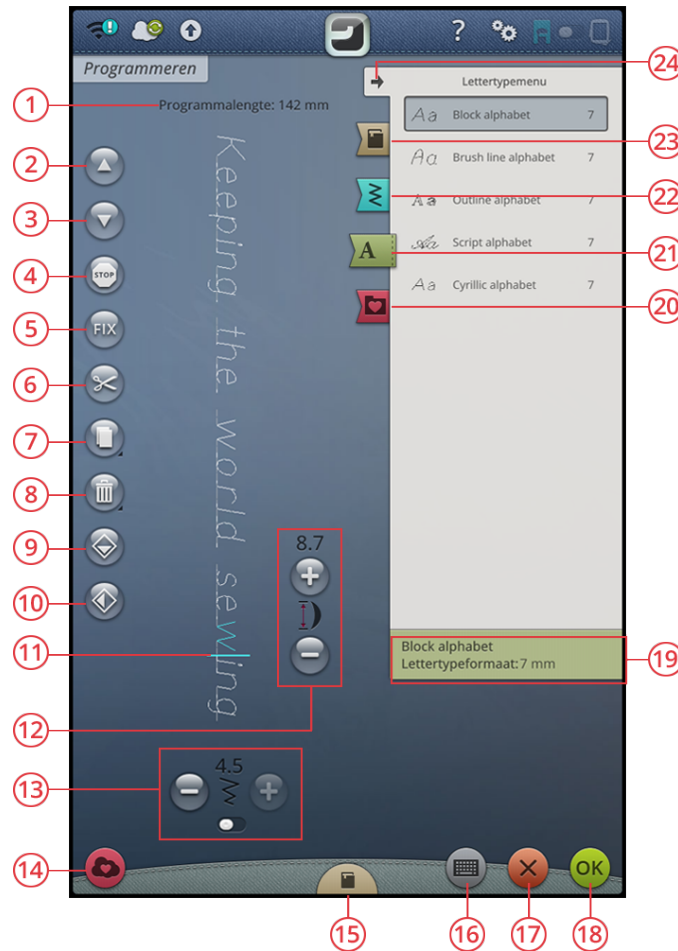 ?
Programmeren
Programmalengte: 142 mm
Keeping the world sewing
STOP
FIX
8.7
4.5
Lettertypemenu
Aa Block alphabet 7
Aa Brush line alphabet 7
Aa Outline alphabet 7
Aa Script alphabet 7
Aa Cyrillic alphabet 7
A
Block alphabet
Lettertypeformaat: 7 mm
OK
1
2
3
4
5
6
7
8
9
10
11
12
13
14
15
16
17
18
19
20
21
22
23
24